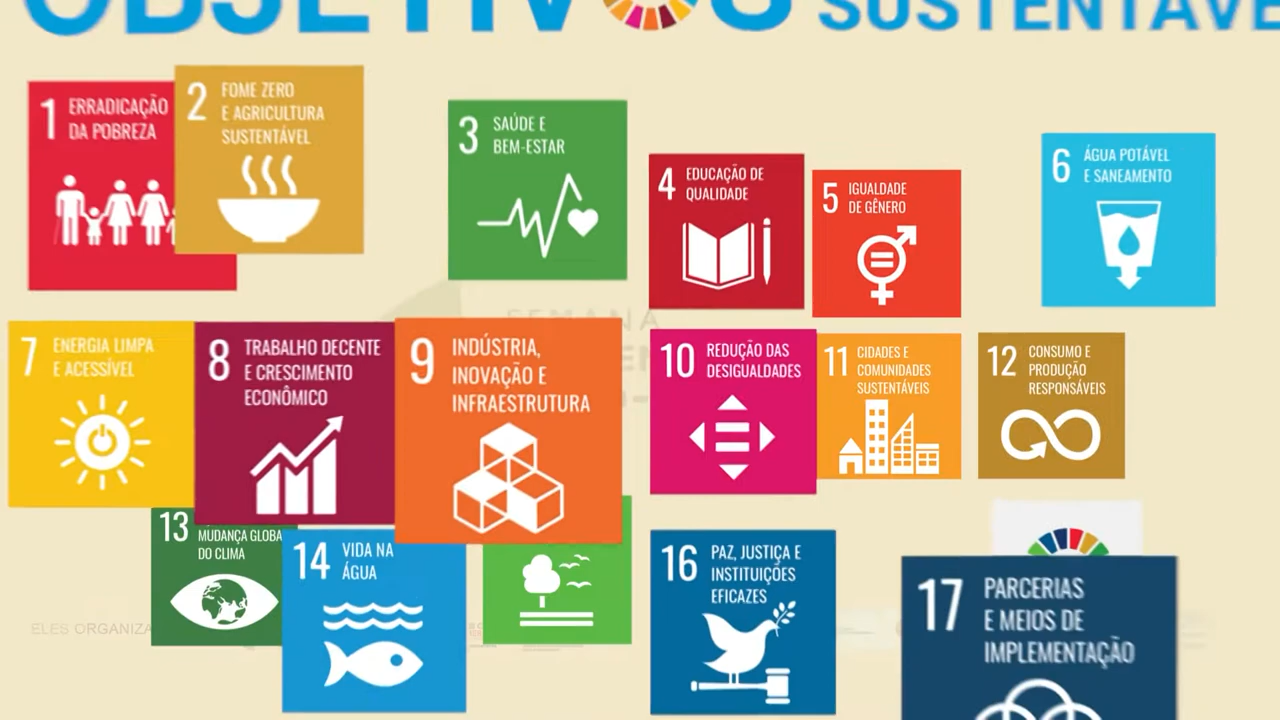 OBJETIVOS
SUSTENTÁVE
1 ERRADICAÇÃO
DA POBREZA
2 FOME ZERO
E AGRICULTURA
SUSTENTÁVEL
3 SAÚDE E
BEM-ESTAR
4 EDUCAÇÃO DE
QUALIDADE
5 IGUALDADE
DE GÊNERO
6 ÁGUA POTÁVEL
E SANEAMENTO
SEMANA
7 ENERGIA LIMPA
E ACESSÍVEL
8 TRABALHO DECENTE
E CRESCIMENTO
ECONÔMICO
9 INDÚSTRIA,
INOVAÇÃO E
INFRAESTRUTURA
10 REDUÇÃO DAS
DESIGUALDADES
11 CIDADES E
COMUNIDADES
SUSTENTÁVEIS
12 CONSUMO E
PRODUÇÃO
RESPONSÁVEIS
13 MUDANÇA GLOBA
DO CLIMA
14 VIDA NA
ÁGUA
16 PAZ, JUSTIÇA E
INSTITUIÇÕES
EFICAZES
17 PARCERIAS
E MEIOS DE
IMPLEMENTAÇÃO
ELES ORGANIZA